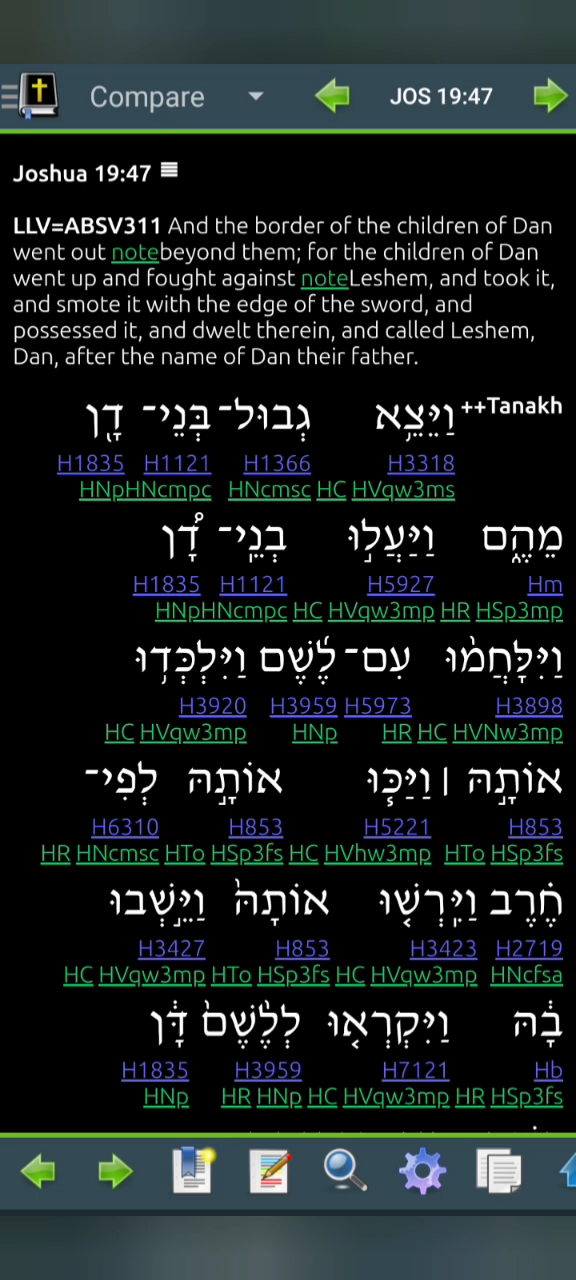 Compare
JOS 19:47
Joshua 19:47
LLV=ABSV311 And the border of the children of Dan
went out notebeyond them; for the children of Dan
went up and fought against noteLeshem, and took it,
and smote it with the edge of the sword, and
possessed it, and dwelt therein, and called Leshem,
Dan, after the name of Dan their father.
++Tanakh וַיֵּצֵ֥א גְבוּל־ בְּנֵי־ דָ֖ן
H1835 H1121 H1366 H3318
HNpHNcmpc HNcmsc HC HVqw3ms
מֵהֶ֑ם וַיַּעֲל֣וּ בְנֵֽי־ דָ֠ן
H1835 H1121 H5927 Hm
HNpHNcmpc HC HVqw3mp HR HSp3mp
וַיִּלָּחֲמ֨וּ עִם־ לֶ֜שֶׁם וַיִּלְכְּד֥וּ
H3920 H3959 H5973 H3898
HC HVqw3mp HNp HR HC HVNw3mp
אוֹתָ֣הּ ׀ וַיַּכּ֧וּ אוֹתָ֣הּ לְפִי־
H6310 H853 H5221 H853
HR HNcmsc HTo HSp3fs HC HVhw3mp HTo HSp3fs
חֶ֗רֶב וַיִּֽרְשׁ֤וּ אוֹתָהּ֙ וַיֵּ֣שְׁבוּ
H3427 H853 H3423 H2719
HC HVqw3mp HTo HSp3fs HC HVqw3mp HNcfsa
בָ֔הּ וַיִּקְרְא֤וּ לְלֶ֙שֶׁם֙ דָּ֔ן
H1835 H3959 H7121 Hb
HNp HR HNp HC HVqw3mp HR HSp3fs